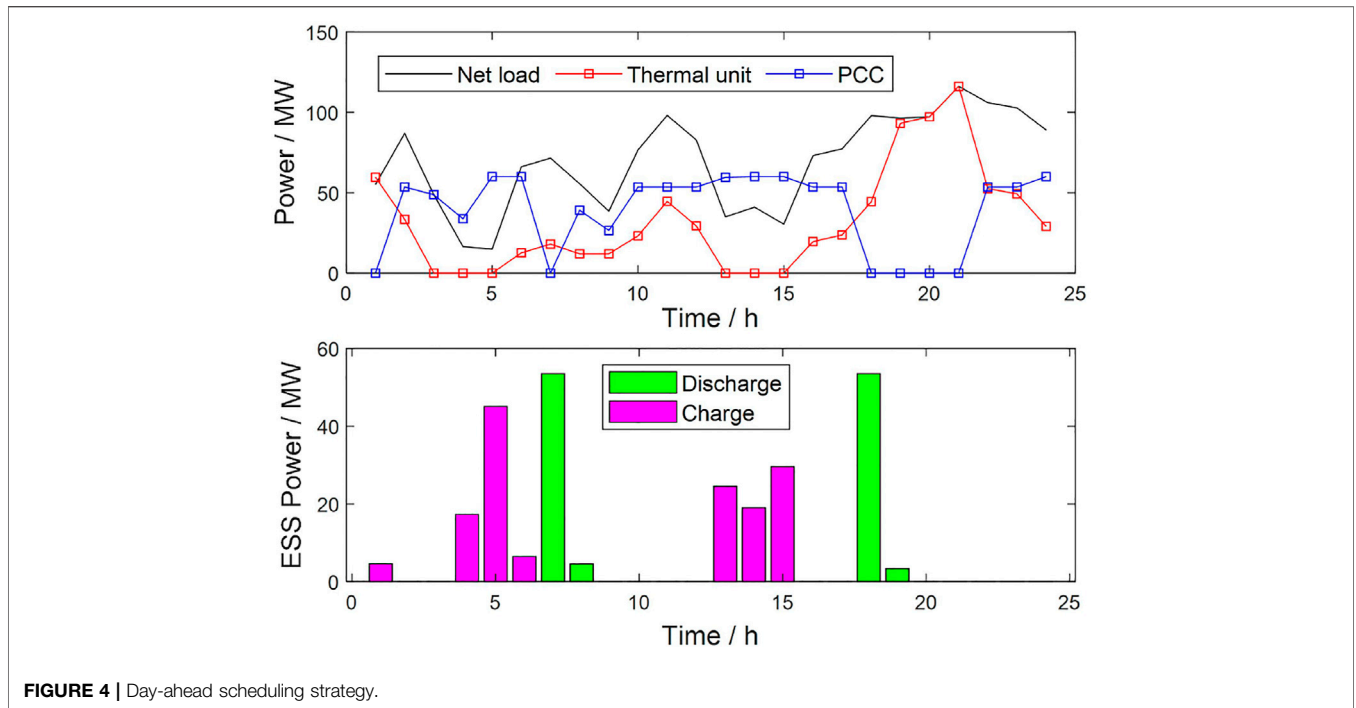 150
100
50
0
Power / MW
Net load Thermal unit PCC
0 5 10 15 20 25
Time / h
60
40
20
0
ESS Power / MW
Discharge
Charge
0 5 10 15 20 25
Time / h
FIGURE 4 | Day-ahead scheduling strategy.